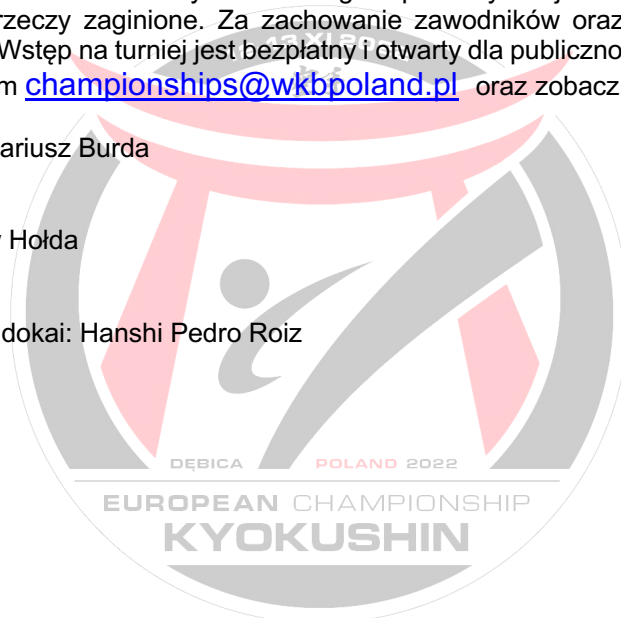 rzeczy zaginione. Za zachowanie zawodników oraz
Wstęp na turniej jest bezpłatny i otwarty dla
championships@wkbpoland.pl oraz zobacz
ariusz Burda
Hołda
dokai: Hanshi Pedro Roiz
DĘBICA POLAND 2022
EUROPEAN CHAMPIONSHIP
KYOKUSHIN